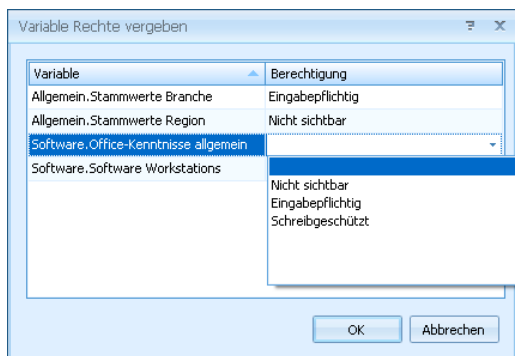 Variable Rechte vergeben
Variable Berechtigung
Allgemein.Stammwerte Branche Eingabepflichtig
Allgemein.Stammwerte Region Nicht sichtbar
Software.Office-Kenntnisse allgemein
Software.Software Workstations
Nicht sichtbar
Eingabepflichtig
Schreibgeschützt
OK Abbrechen